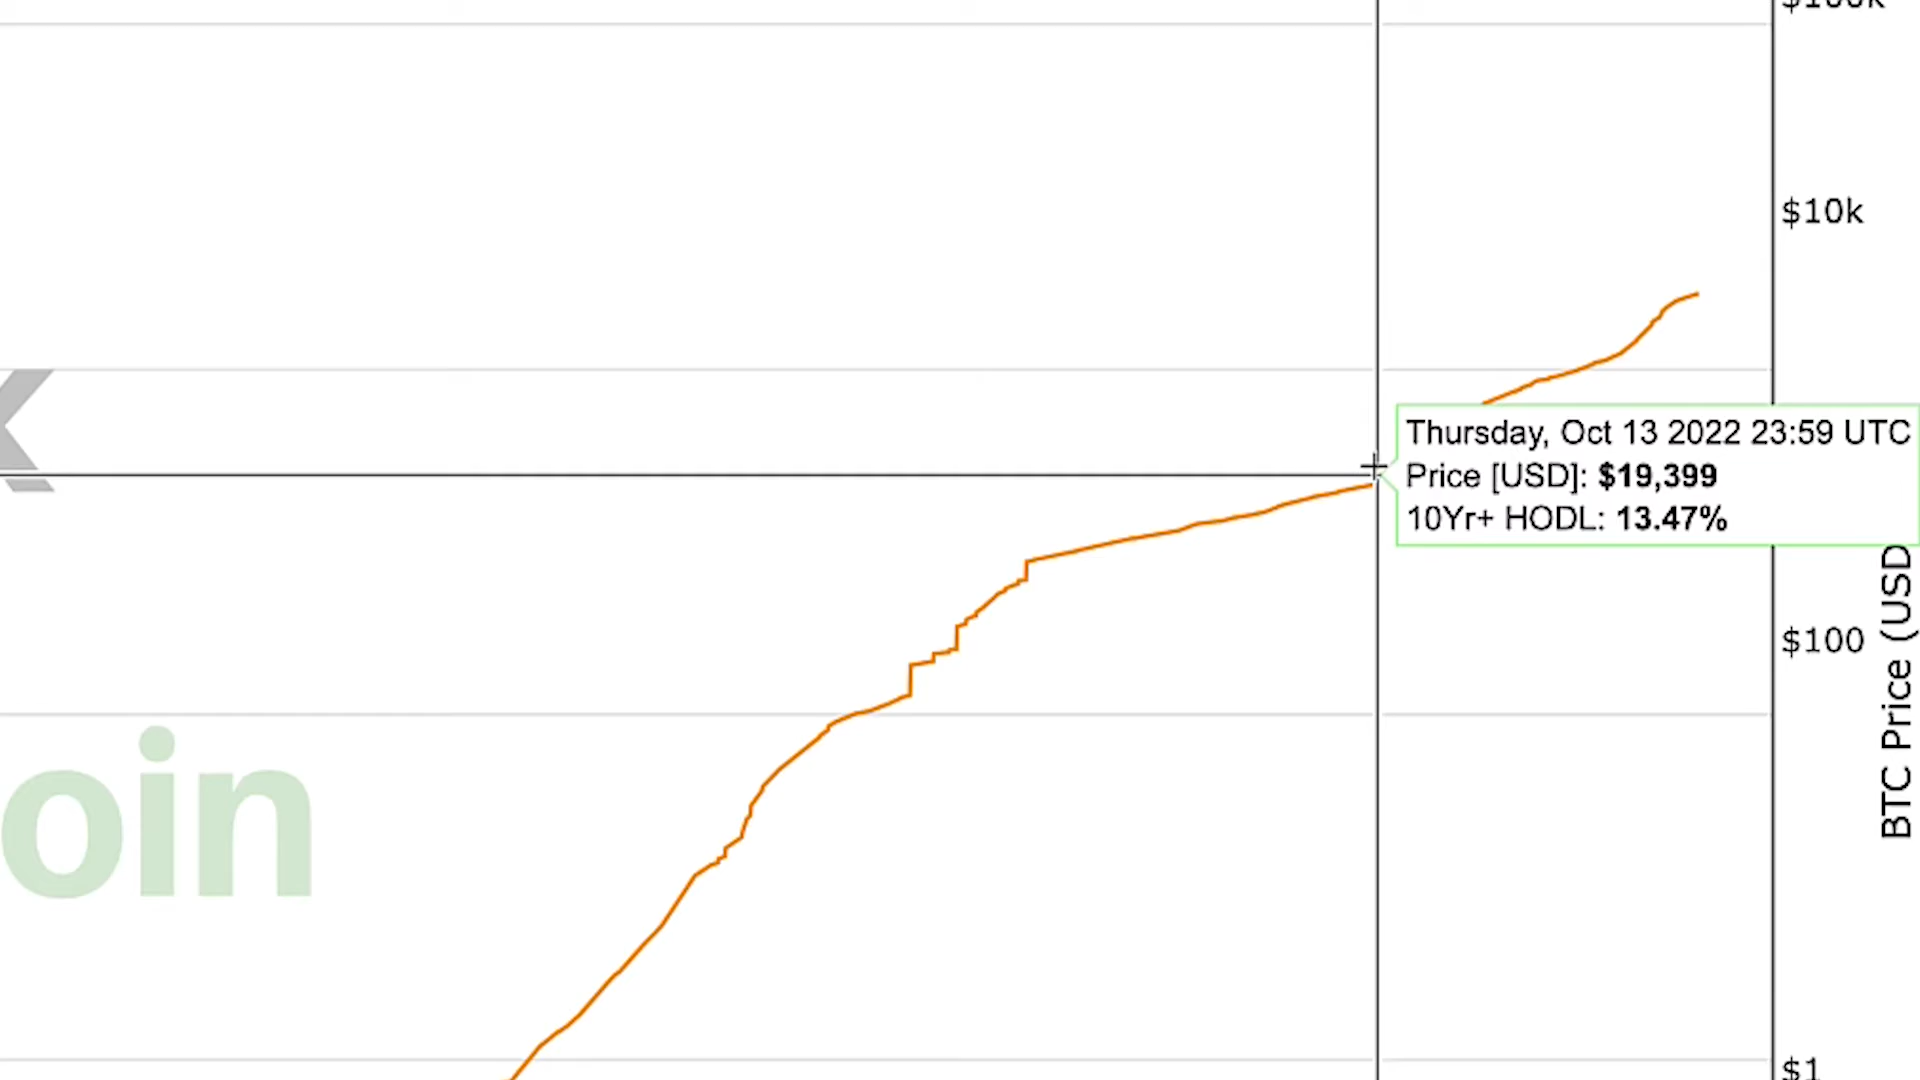 $100k
$10k
Thursday, Oct 13 2022 23:59 UTC
Price [USD]: $19,399
10Yr+ HODL: 13.47%
$100
BTC Price (USD
oin
$1